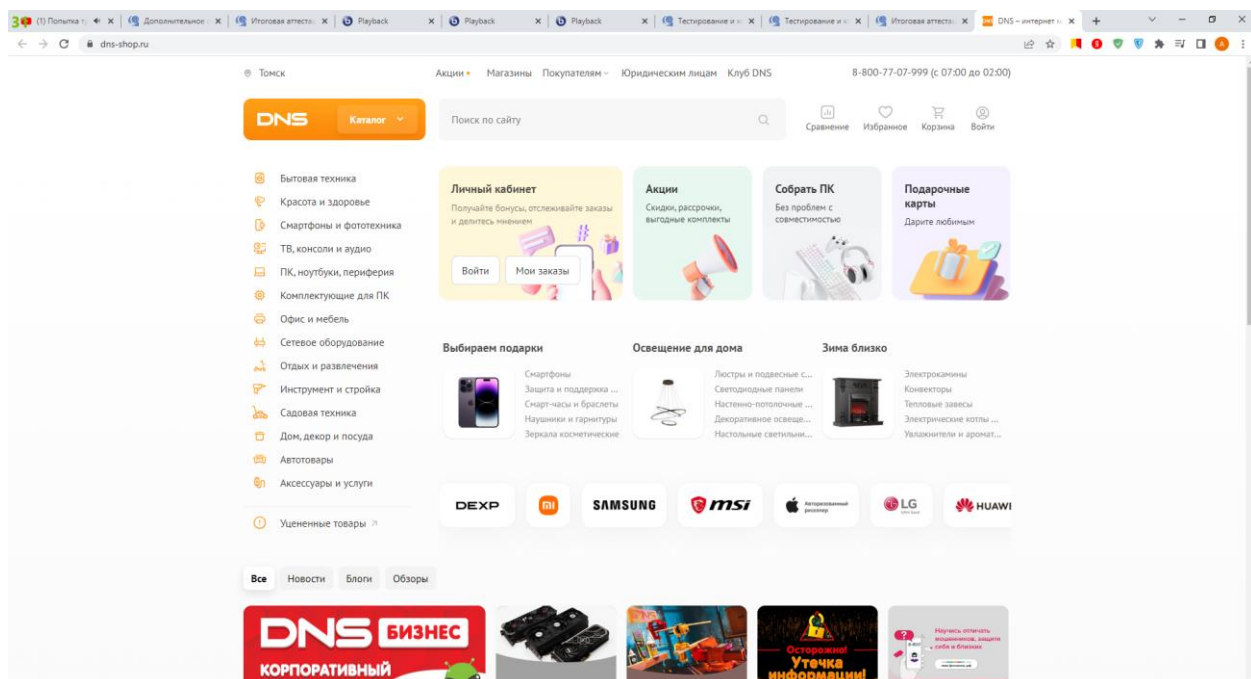 (1) Попытка
Дополнительное
Итоговая аттеста
Playback
Playback
Playback
Тестирование и
Тестирование и
Итоговая аттеста
DNS – интернет
dns-shop.ru
Томск
Акции
Магазины
Покупателям
Юридическим лицам
Клуб DNS
8-800-77-07-999 (с 07:00 до 02:00)
DNS
Каталог
Поиск по сайту
Сравнение
Избранное
Корзина
Войти
Бытовая техника
Красота и здоровье
Смартфоны и фототехника
ТВ, консоли и аудио
ПК, ноутбуки, периферия
Комплектующие для ПК
Офис и мебель
Сетевое оборудование
Отдых и развлечения
Инструмент и стройка
Садовая техника
Дом, декор и посуда
Автотовары
Аксессуары и услуги
Уцененные товары
Личный кабинет
Получайте бонусы, отслеживайте заказы
и делитесь мнением
Войти
Мои заказы
Акции
Скидки, рассрочки,
выгодные комплекты
Собрать ПК
Без проблем с
совместимостью
Подарочные
карты
Дарите любимым
Выбираем подарки
Смартфоны
Защита и поддержка ...
Смарт-часы и браслеты
Наушники и гарнитуры
Зеркала косметические
Освещение для дома
Люстры и подвесные с...
Светодиодные панели
Настенно-потолочные ...
Декоративное освеще...
Настольные светильни...
Зима близко
Электрокамины
Конвекторы
Тепловые завесы
Электрические котлы ...
Увлажнители и аромат...
DEXP
SAMSUNG
msi
Авторизованный
реселлер
LG
HUAWE
Все
Новости
Блоги
Обзоры
DNS БИЗНЕС
КОРПОРАТИВНЫЙ
Осторожно!
Утечка
информации!
Научись отличать
мошенников, защити
себя и близких